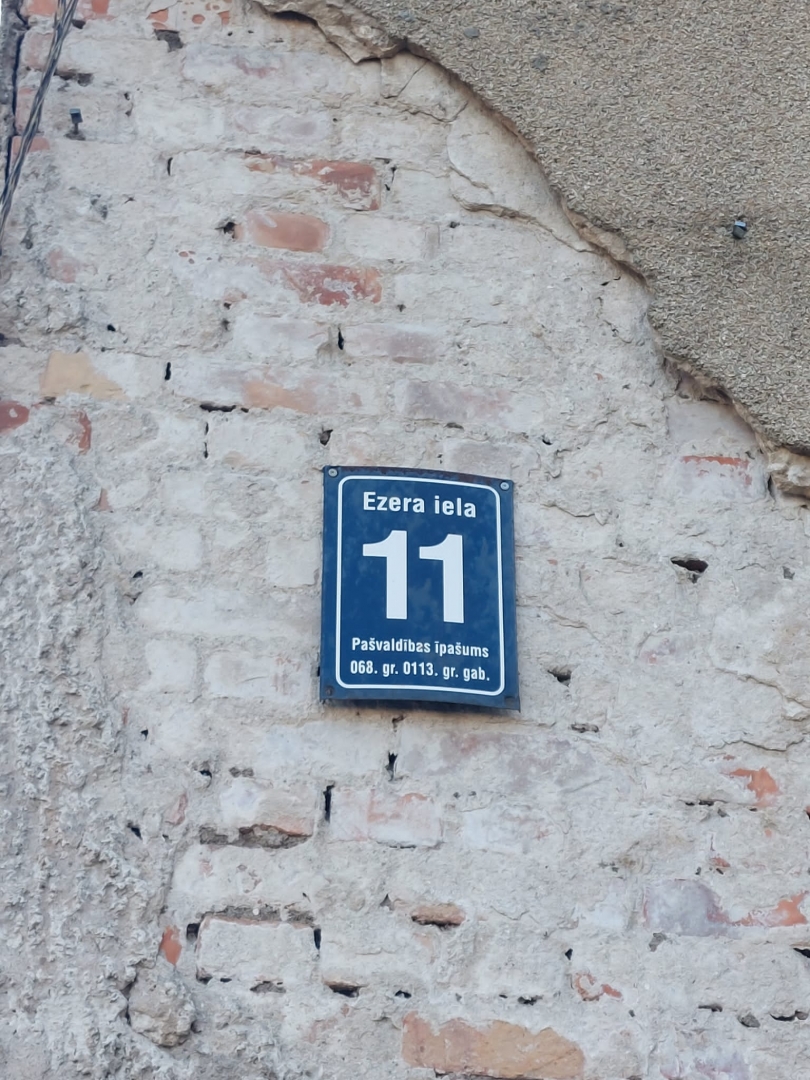 Ezera iela
11
Pašvaldības īpašums
068. gr. 0113. gr. gab.